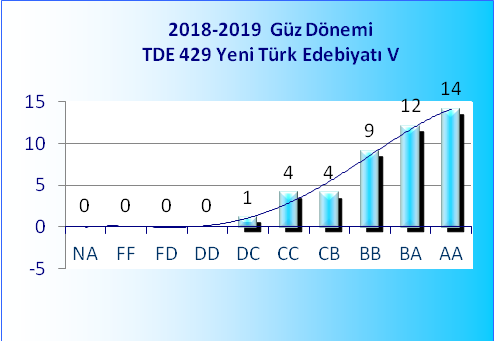 2018-2019 Güz Dönemi
TDE 429 Yeni Türk Edebiyatı V
15
10
5
0
-5
0 0 0 0 1 4 4 9 12 14
NA FF FD DD DC CC CB BB BA AA